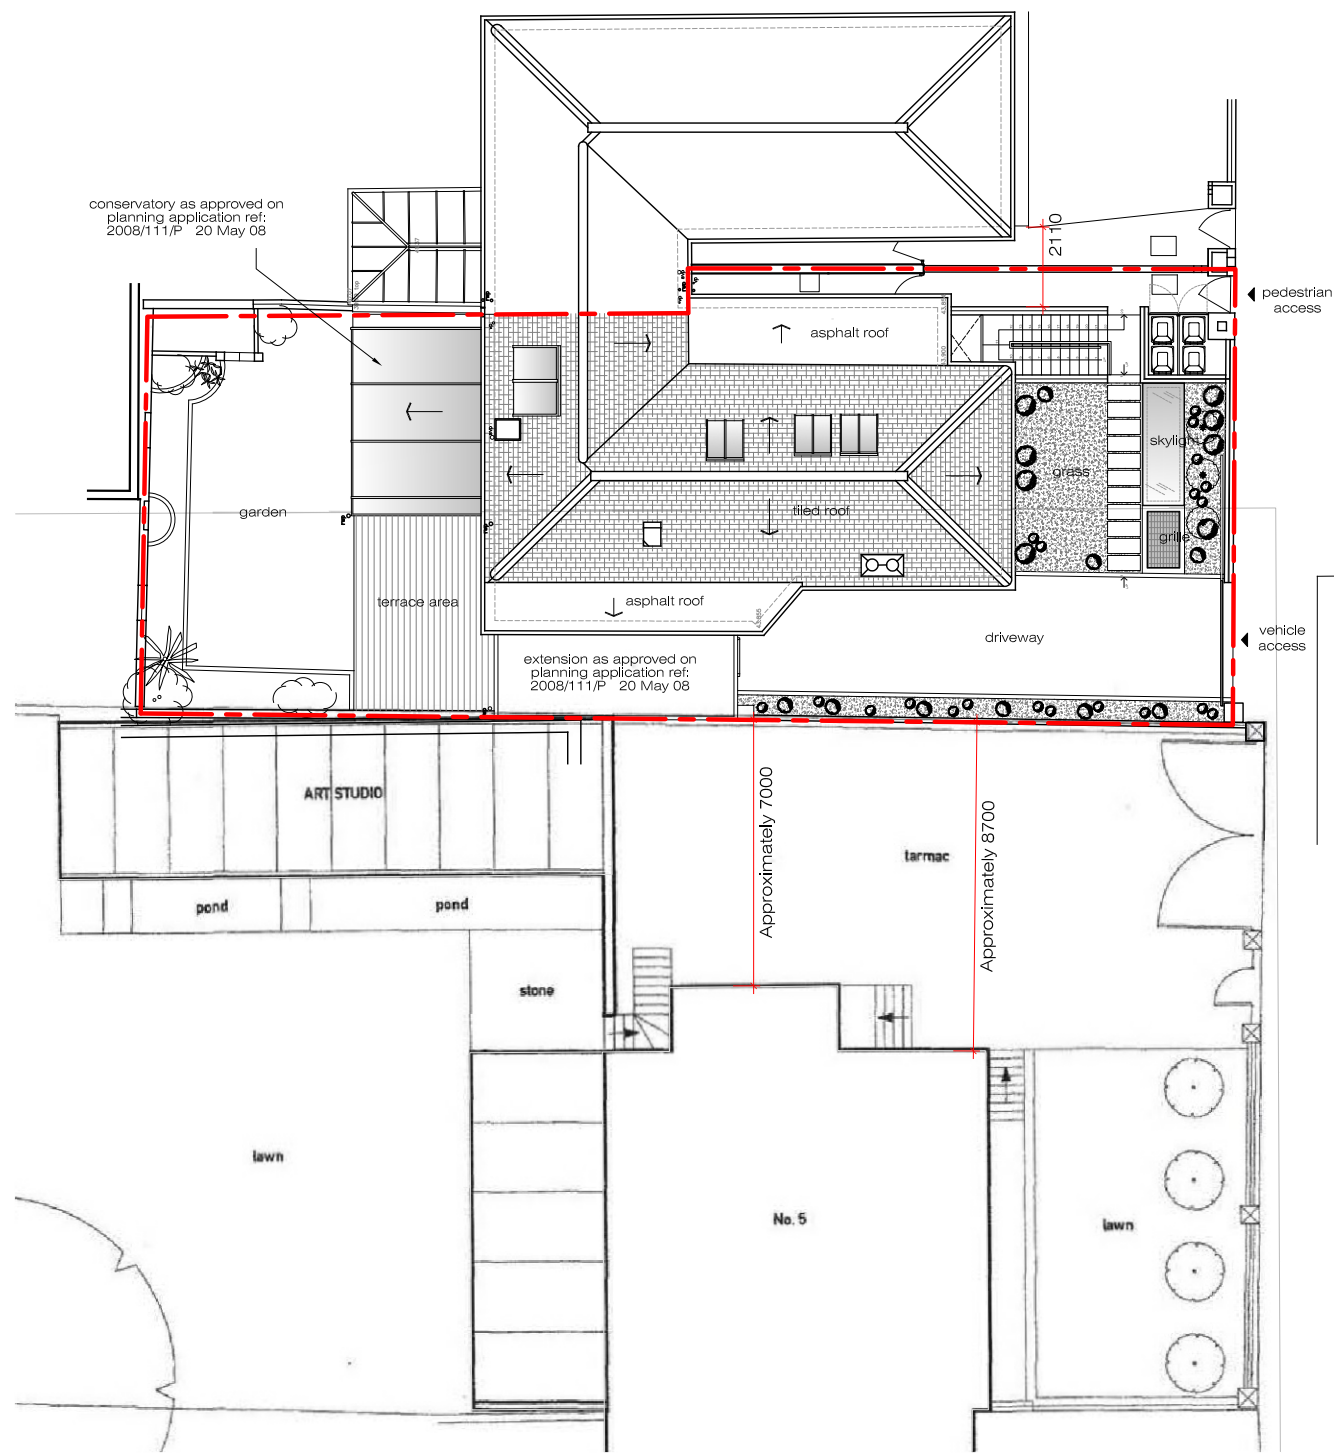 conservatory as approved on
planning application ref:
2008/111/P 20 May 08
2110
pedestrian
access
asphalt roof
skylight
grass
garden
tiled roof
grille
terrace area
asphalt roof
driveway
vehicle
access
extension as approved on
planning application ref:
2008/111/P 20 May 08
ART STUDIO
Approximately 7000
Approximately 8700
tarmac
pond
pond
stone
lawn
No. 5
lawn